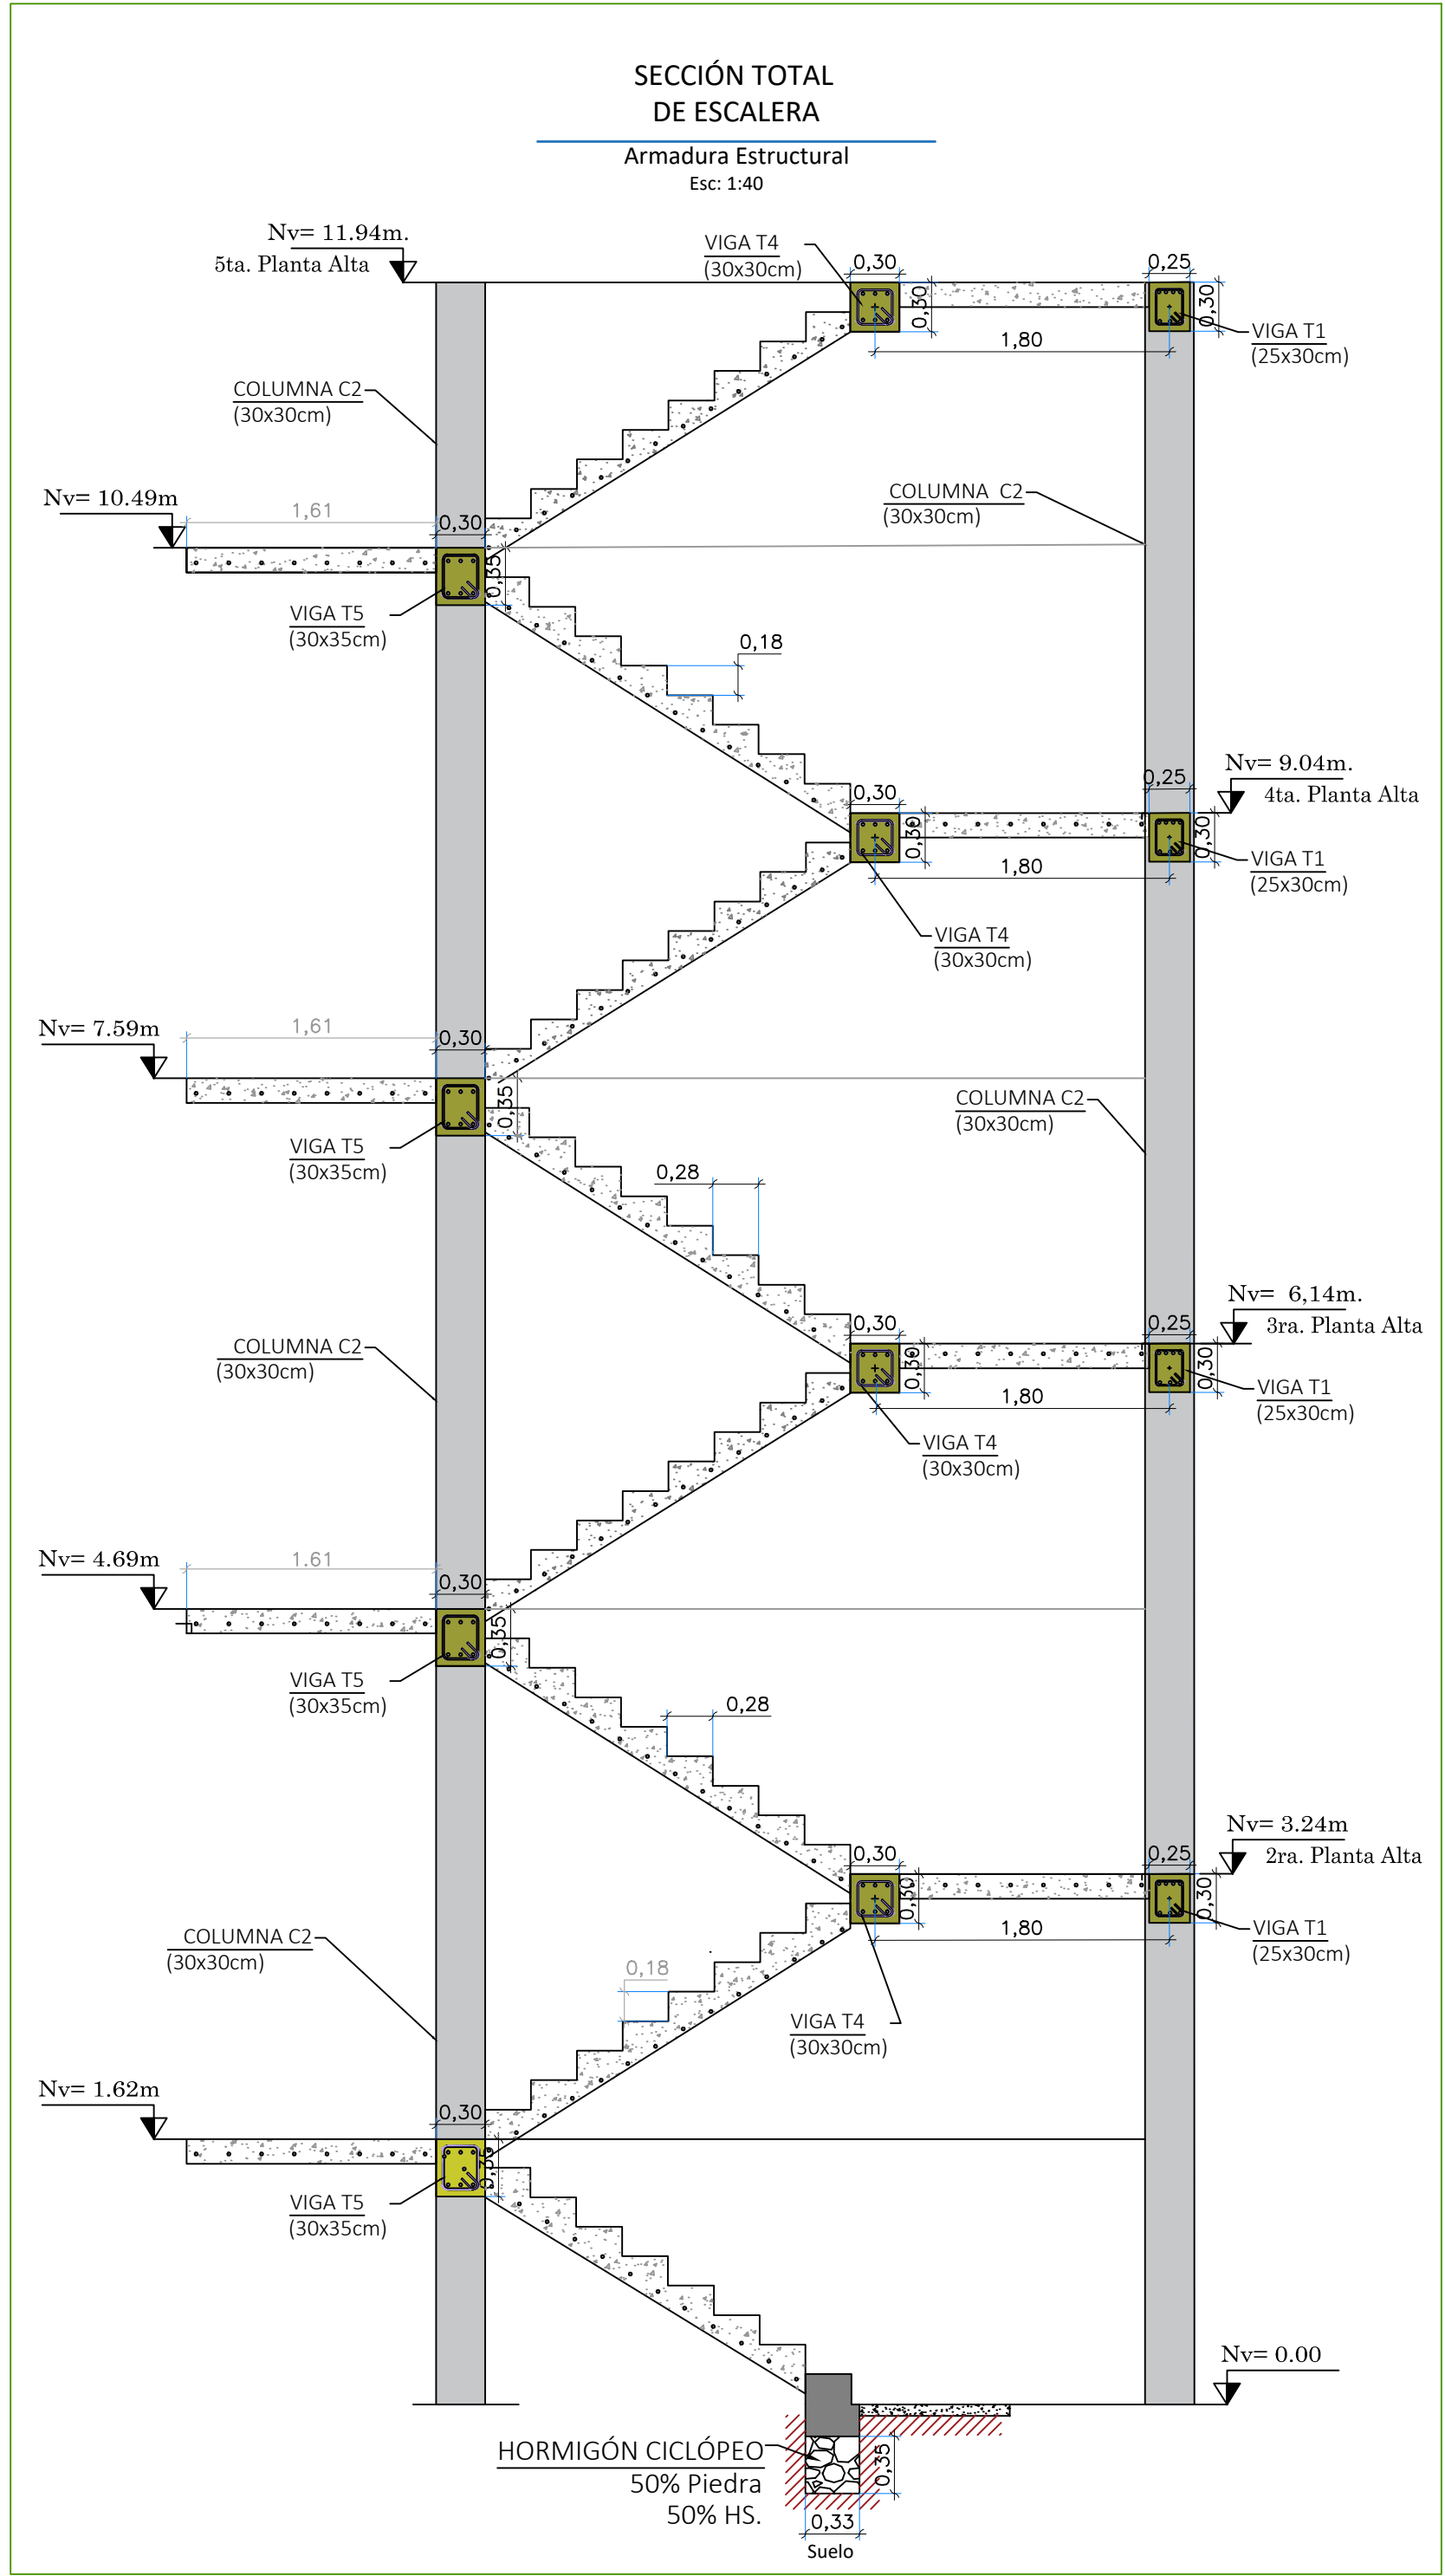 SECCIÓN TOTAL
DE ESCALERA
Armadura Estructural
Esc: 1:40
Nv= 11.94m.
5ta. Planta Alta
VIGA T4
(30x30cm)
0,30
0,25
0,30
0,30
VIGA T1
(25x30cm)
1,80
COLUMNA C2
(30x30cm)
Nv= 10.49m
1,61
0,30
COLUMNA  C2
(30x30cm)
0,35
VIGA T5
(30x35cm)
0,18
Nv= 9.04m.
4ta. Planta Alta
0,30
0,25
0,30
0,30
VIGA T1
(25x30cm)
1,80
VIGA T4
(30x30cm)
Nv= 7.59m
1,61
0,30
0,35
COLUMNA C2
(30x30cm)
VIGA T5
(30x35cm)
0,28
Nv=  6,14m.
3ra. Planta Alta
0,30
0,25
0,30
0,30
COLUMNA C2
(30x30cm)
1,80
VIGA T1
(25x30cm)
VIGA T4
(30x30cm)
Nv= 4.69m
1.61
0,30
0,35
VIGA T5
(30x35cm)
0,28
Nv= 3.24m
2ra. Planta Alta
0,30
0,25
0,30
0,30
1,80
VIGA T1
(25x30cm)
COLUMNA C2
(30x30cm)
0,18
VIGA T4
(30x30cm)
Nv= 1.62m
0,30
0,35
VIGA T5
(30x35cm)
Nv= 0.00
HORMIGÓN CICLÓPEO
50% Piedra
50% HS.
0,35
0,33
Suelo